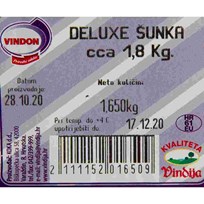 VINDON
DELUXE ŠUNKA
cca 1,8 Kg.
Datum
proizvodnje:
28.10.20
Neto količina:
1,650kg
Pri temp. do +4 C
upotrijebiti do
17.12.20
HR
61
EU
KVALITETA
Vindija
2 111152 016509